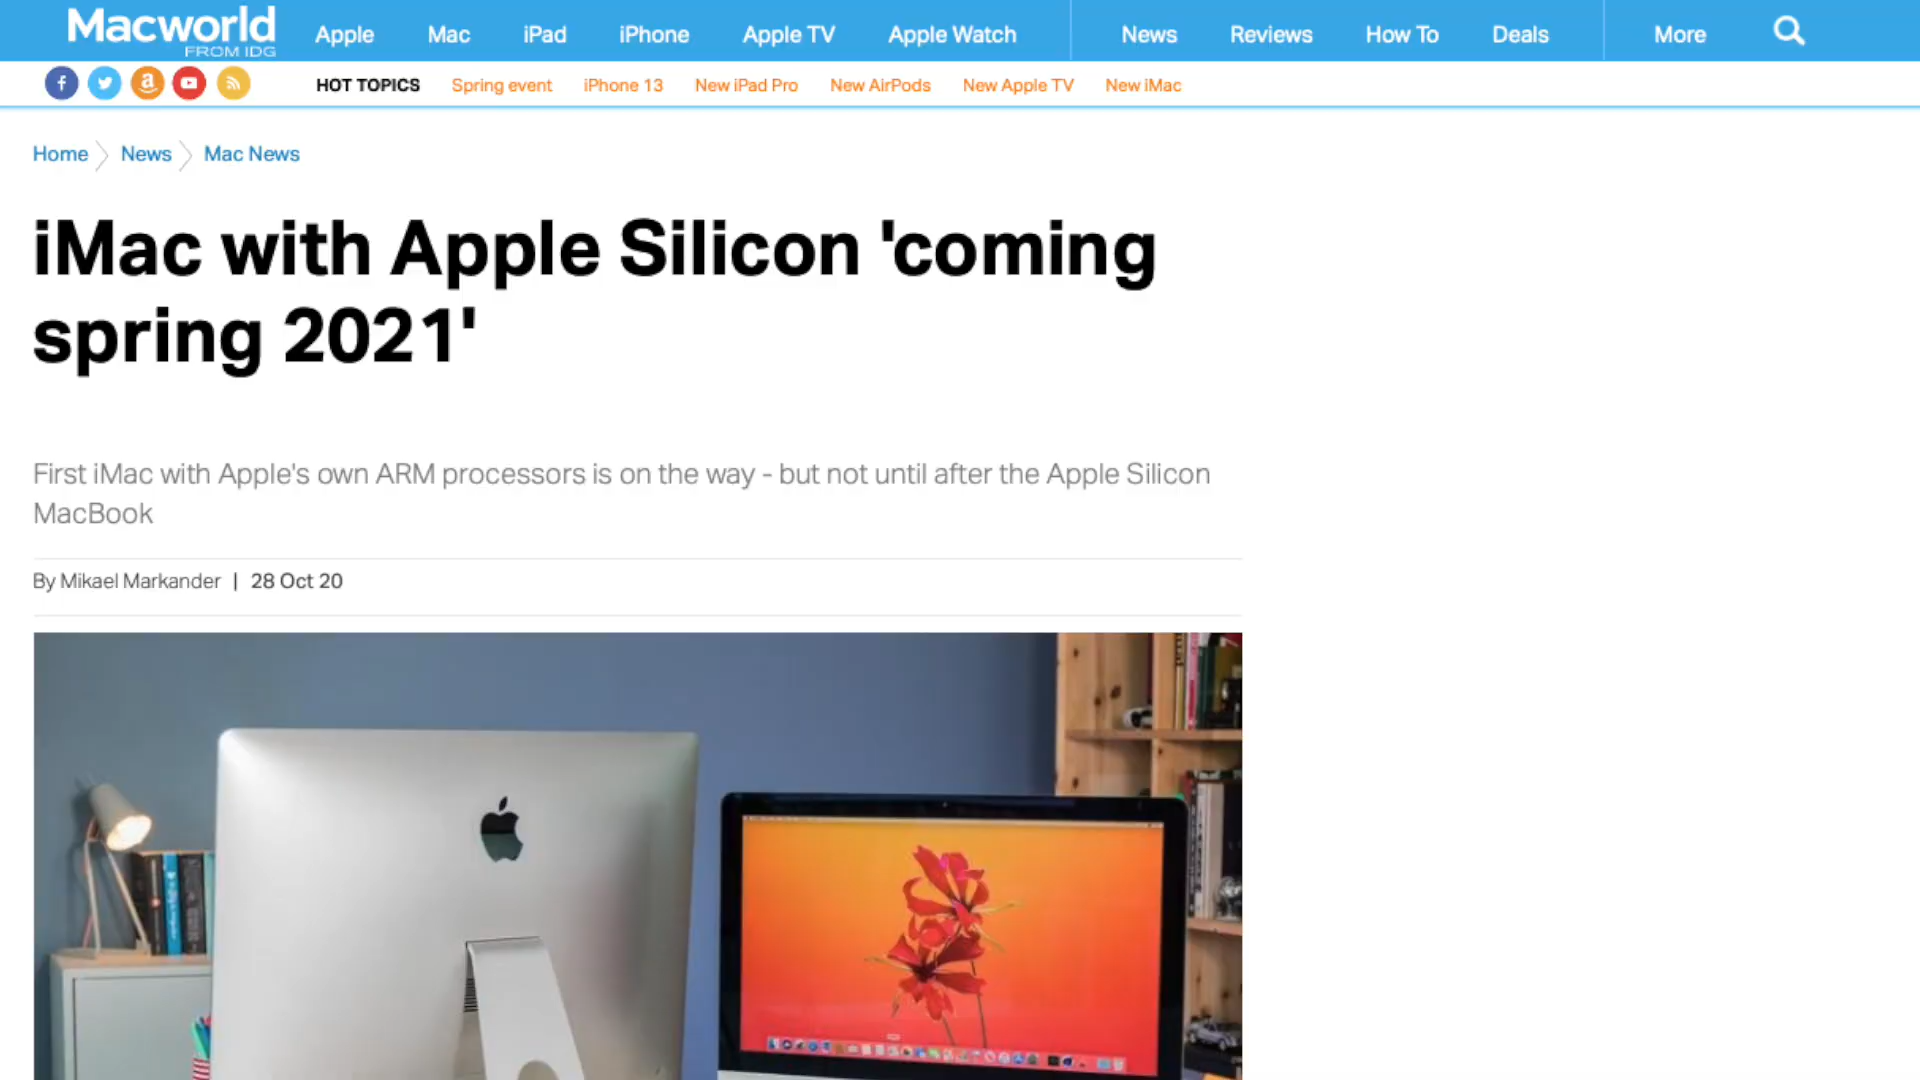 Macworld
FROM IDG
Apple Mac iPad iPhone Apple TV Apple Watch News Reviews How To Deals More
HOT TOPICS Spring event iPhone 13 New iPad Pro New AirPods New Apple TV New iMac
Home News Mac News
iMac with Apple Silicon 'coming
spring 2021'
First iMac with Apple's own ARM processors is on the way - but not until after the Apple Silicon
MacBook
By Mikael Markander | 28 Oct 20